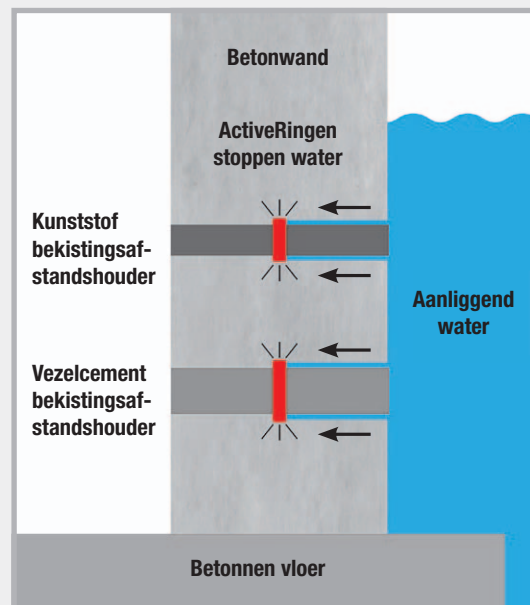 Betonwand
ActiveRingen
stoppen water
Kunststof
bekistingsaf-
standshouder
Aanliggend
water
Vezelcement
bekistingsaf-
standshouder
Betonnen vloer